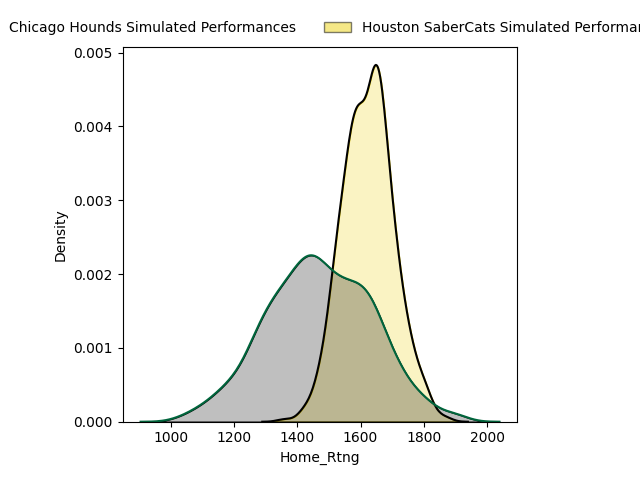 Chicago Hounds Simulated Performances
Houston SaberCats Simulated Performa
0.005
0.004
0.003
0.002
0.001
0.000
Density
1000 1200 1400 1600 1800 2000
Home_Rtng